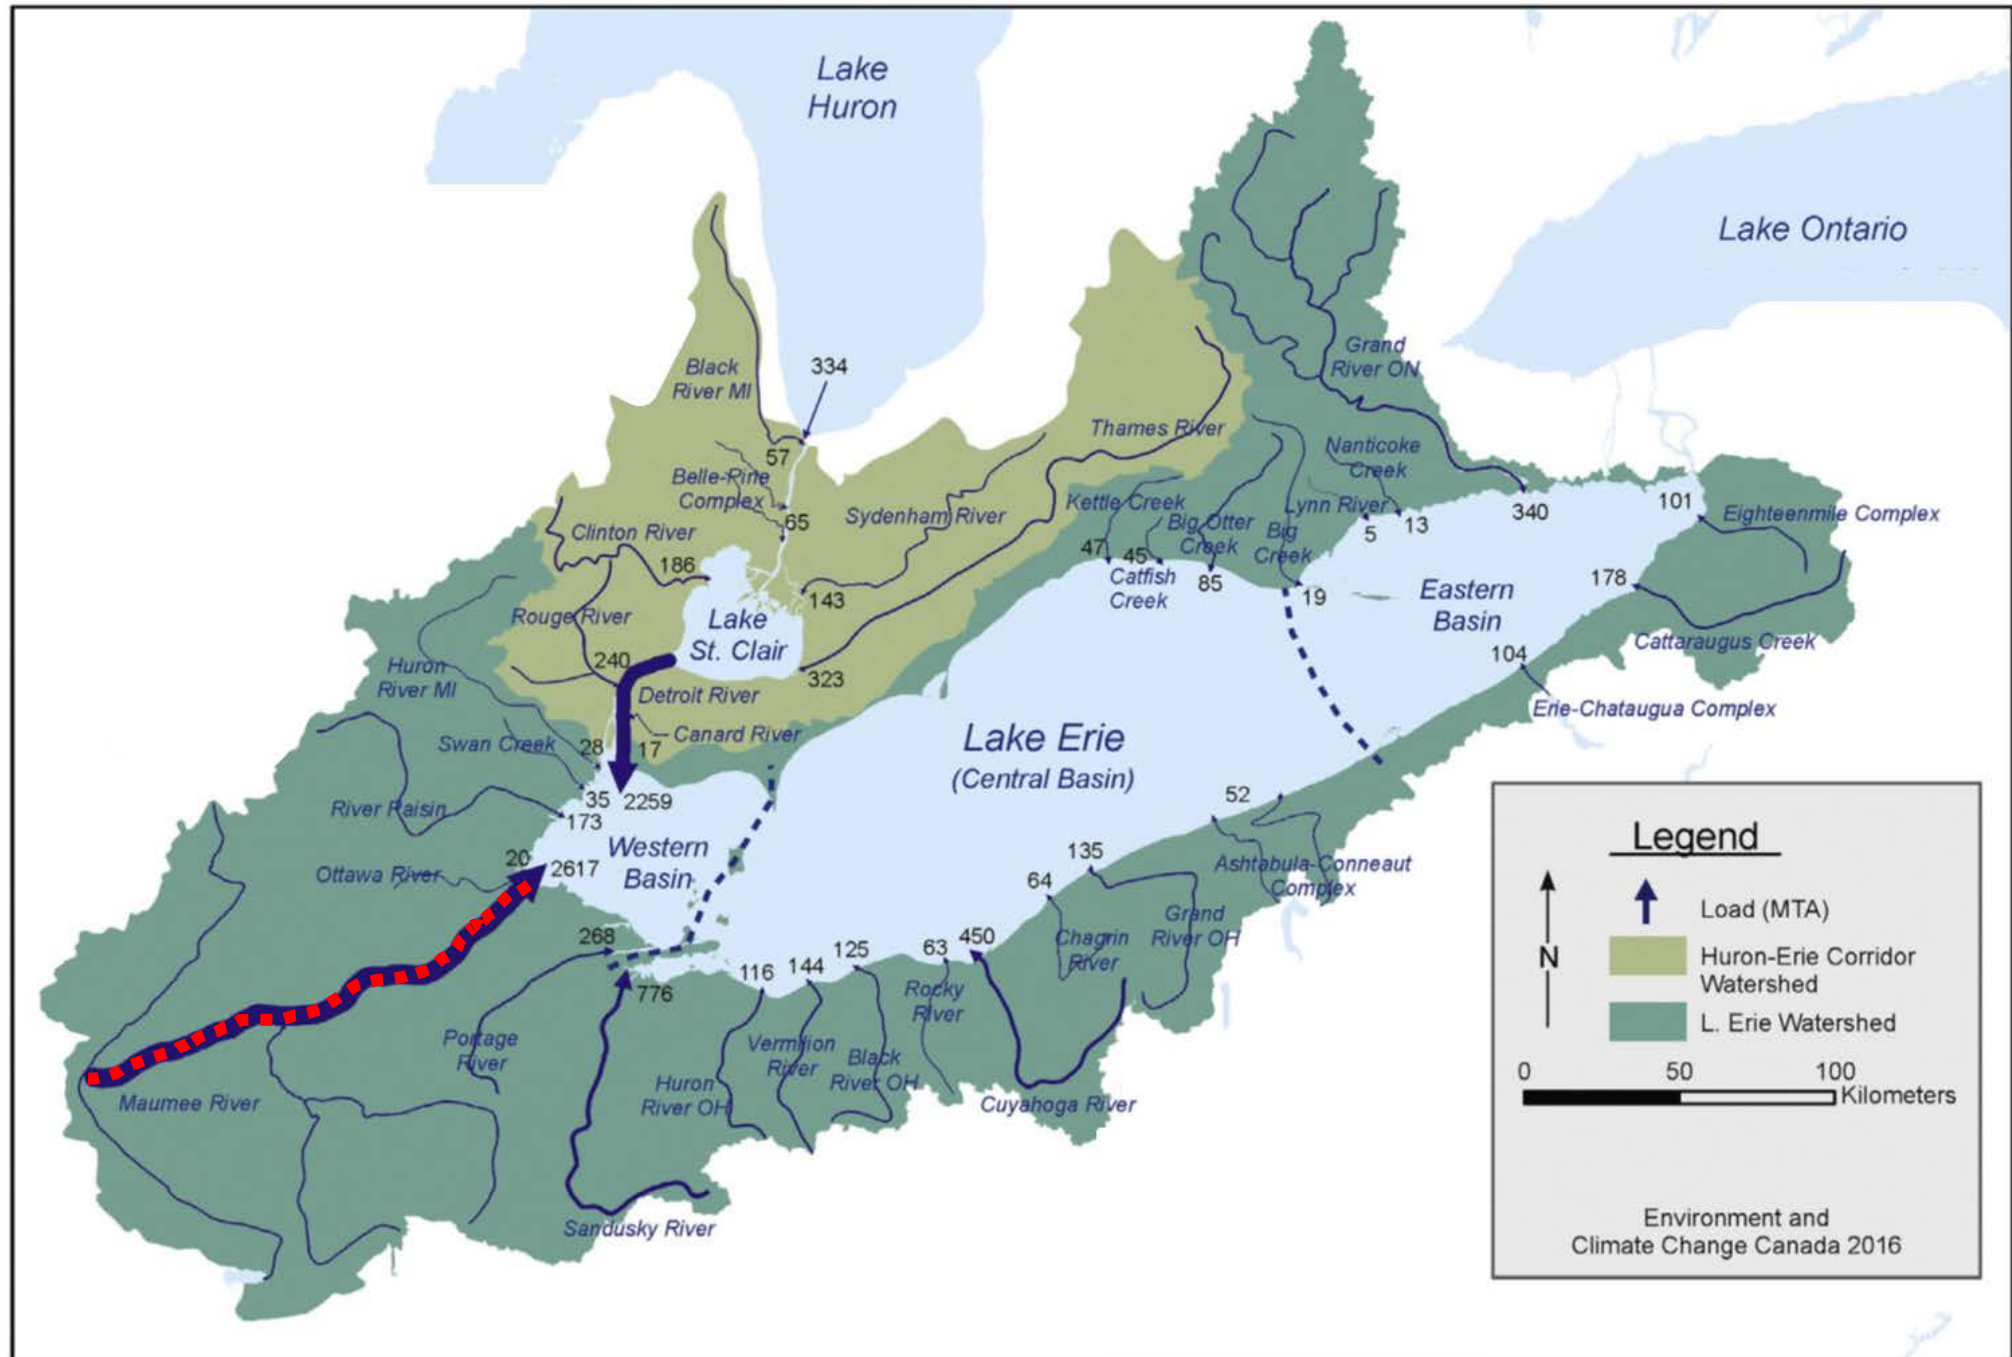 Lake
Huron
Lake Ontario
Black
River MI
334
Grand
River ON
57
Thames River
Nanticoke
Creek
Belle-Pine
Complex
65
Sydenham River
Kettle Creek
Lynn River
101
Eighteenmile Complex
Clinton River
186
Big Otter
Creek
Big
Creek
5
13
340
47
45
Catfish
Creek
85
19
178
143
Rouge River
Lake
St. Clair
Eastern
Basin
Cattaraugus Creek
240
323
104
Huron
River MI
Detroit River
Erie-Chataugua Complex
Swan Creek
28
17
Canard River
Lake Erie
(Central Basin)
35
2259
River Raisin
173
52
Western
Basin
20
2617
Ottawa River
135
64
Ashtabula-Conneaut
Complex
268
Grand
River OH
Chagrin
River
776
116
144
125
63
450
Rocky
River
Portage
River
Vermilion
River
Black
River OH
Huron
River OH
Maumee River
Cuyahoga River
Sandusky River
Legend
Load (MTA)
N
Huron-Erie Corridor
Watershed
L. Erie Watershed
0 50 100
Kilometers
Environment and
Climate Change Canada 2016